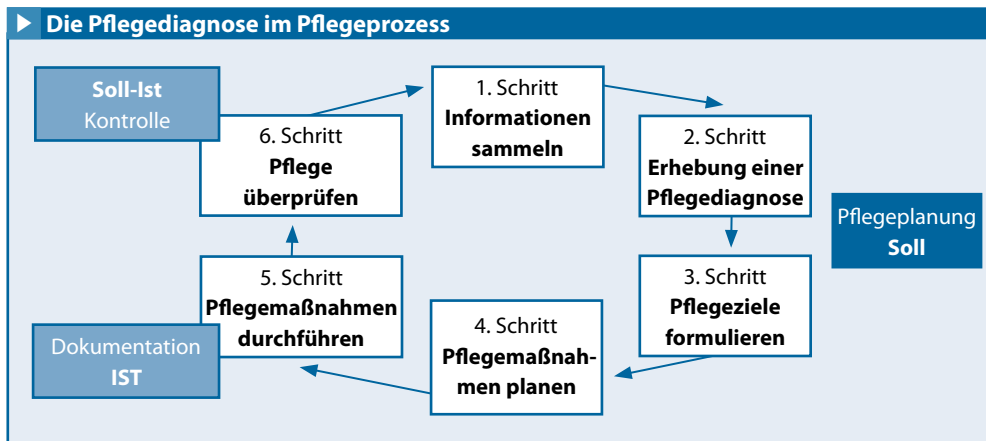 Die Pflegediagnose im Pflegeprozess
Soll-Ist
Kontrolle
1. Schritt
Informationen
sammeln
2. Schritt
Erhebung einer
Pflegediagnose
Pflegeplanung
Soll
3. Schritt
Pflegeziele
formulieren
4. Schritt
Pflegemaßnah-
men planen
5. Schritt
Pflegemaßnahmen
durchführen
Dokumentation
IST
6. Schritt
Pflege
überprüfen